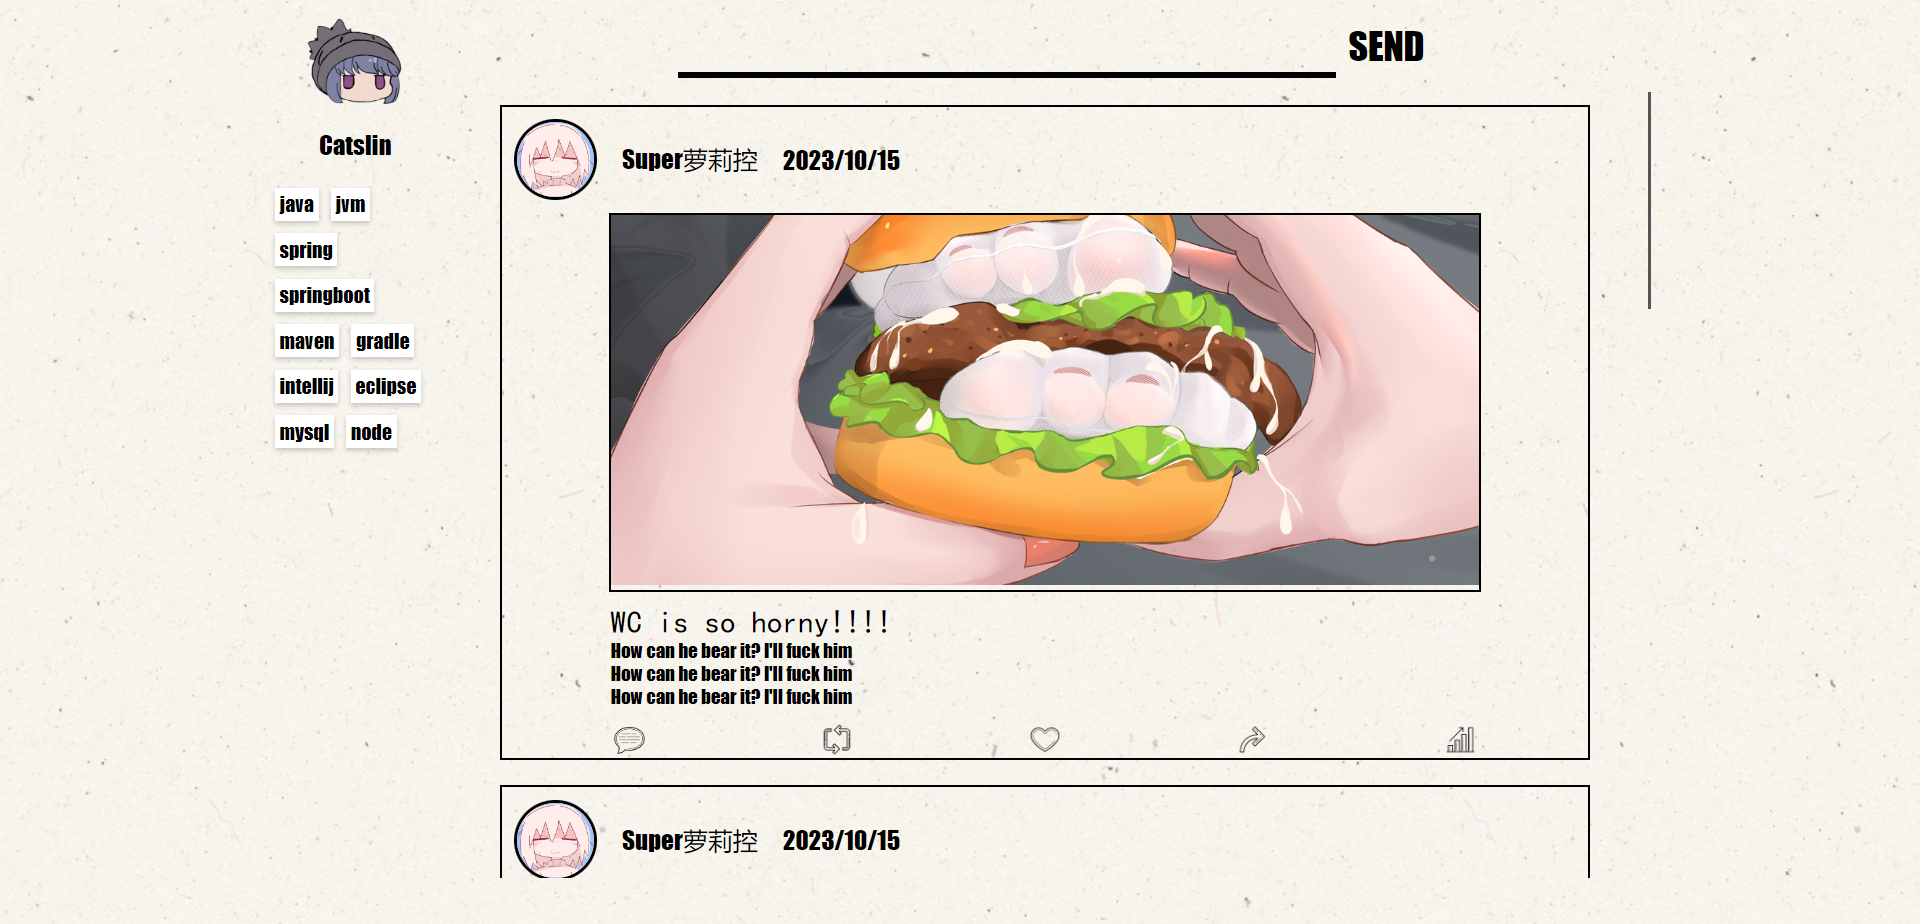 SEND
Catslin
java jvm
spring
springboot
maven gradle
intellij eclipse
mysql node
Super萝莉控 2023/10/15
WC is so horny!!!!
How can he bear it? I'll fuck him
How can he bear it? I'll fuck him
How can he bear it? I'll fuck him
Super萝莉控 2023/10/15